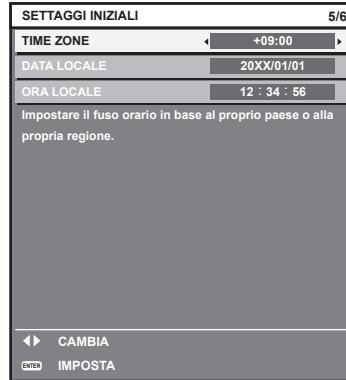 SETTAGGI INIZIALI 5/6
TIME ZONE +09:00
DATA LOCALE 20XX/01/01
ORA LOCALE 12 : 34 : 56
Impostare il fuso orario in base al proprio paese o alla
propria regione.
CAMBIA
ENTER IMPOSTA